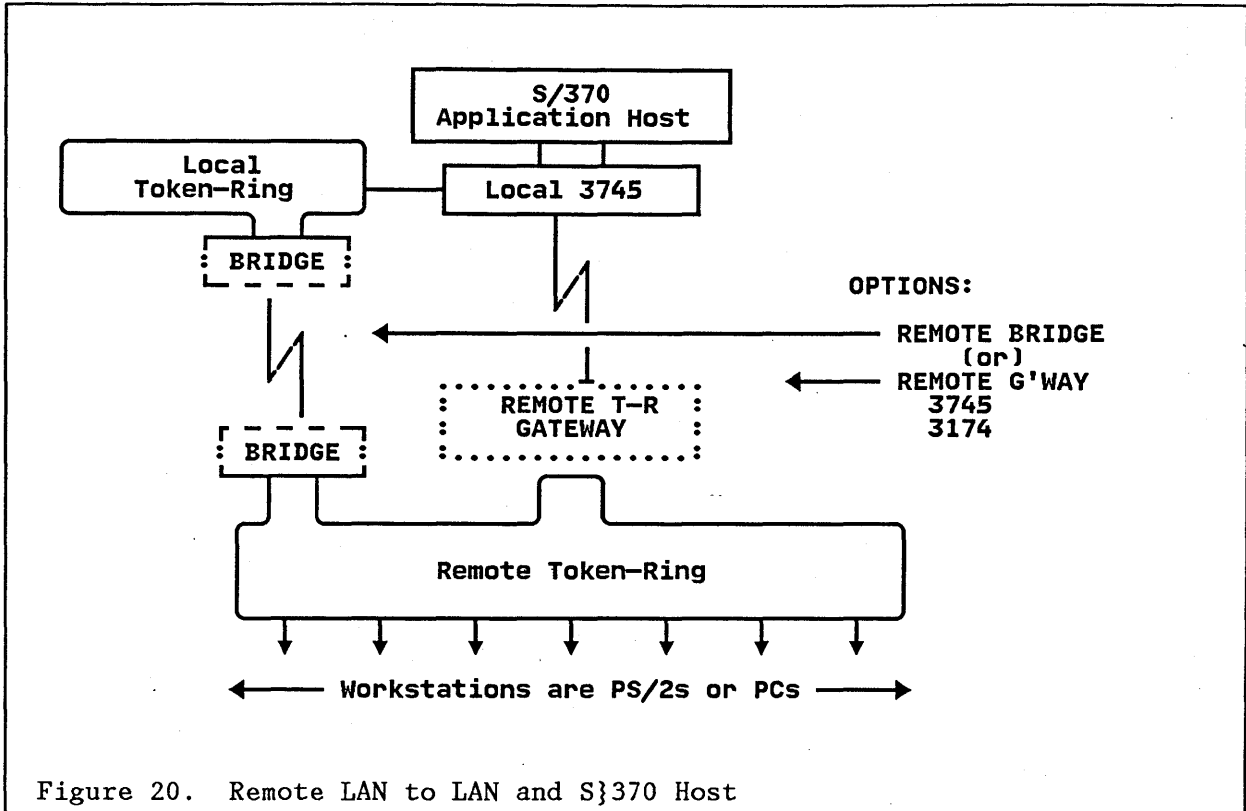 S/370
Application Host
Local
Token-Ring
Local 3745
BRIDGE
OPTIONS:
REMOTE BRIDGE
(or)
REMOTE G'WAY
3745
3174
REMOTE T-R
GATEWAY
BRIDGE
Remote Token-Ring
Workstations are PS/2s or PCs
Figure 20. Remote LAN to LAN and S}370 Host